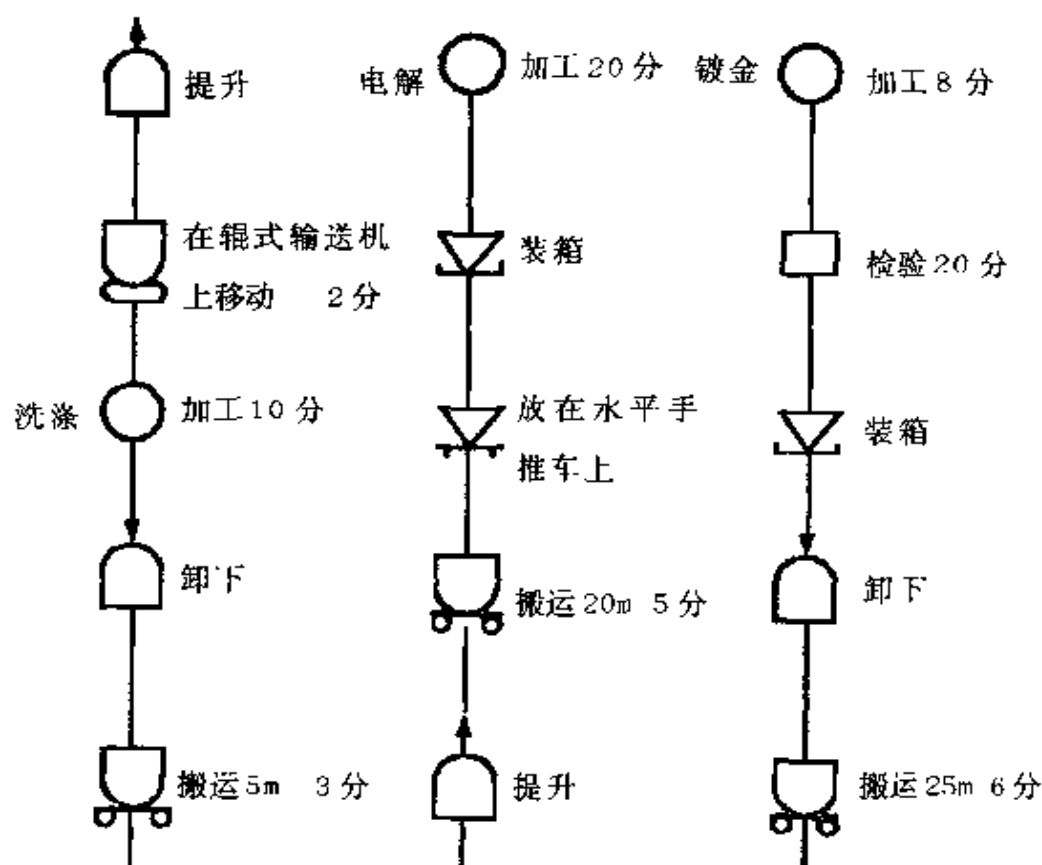 提升
在辊式输送机
上移动 2分
洗涤
加工10分
卸下
搬运5m 3分
电解
加工20分
装箱
放在水平手
推车上
搬运20m 5分
提升
镀金
加工8分
检验20分
装箱
卸下
搬运25m 6分